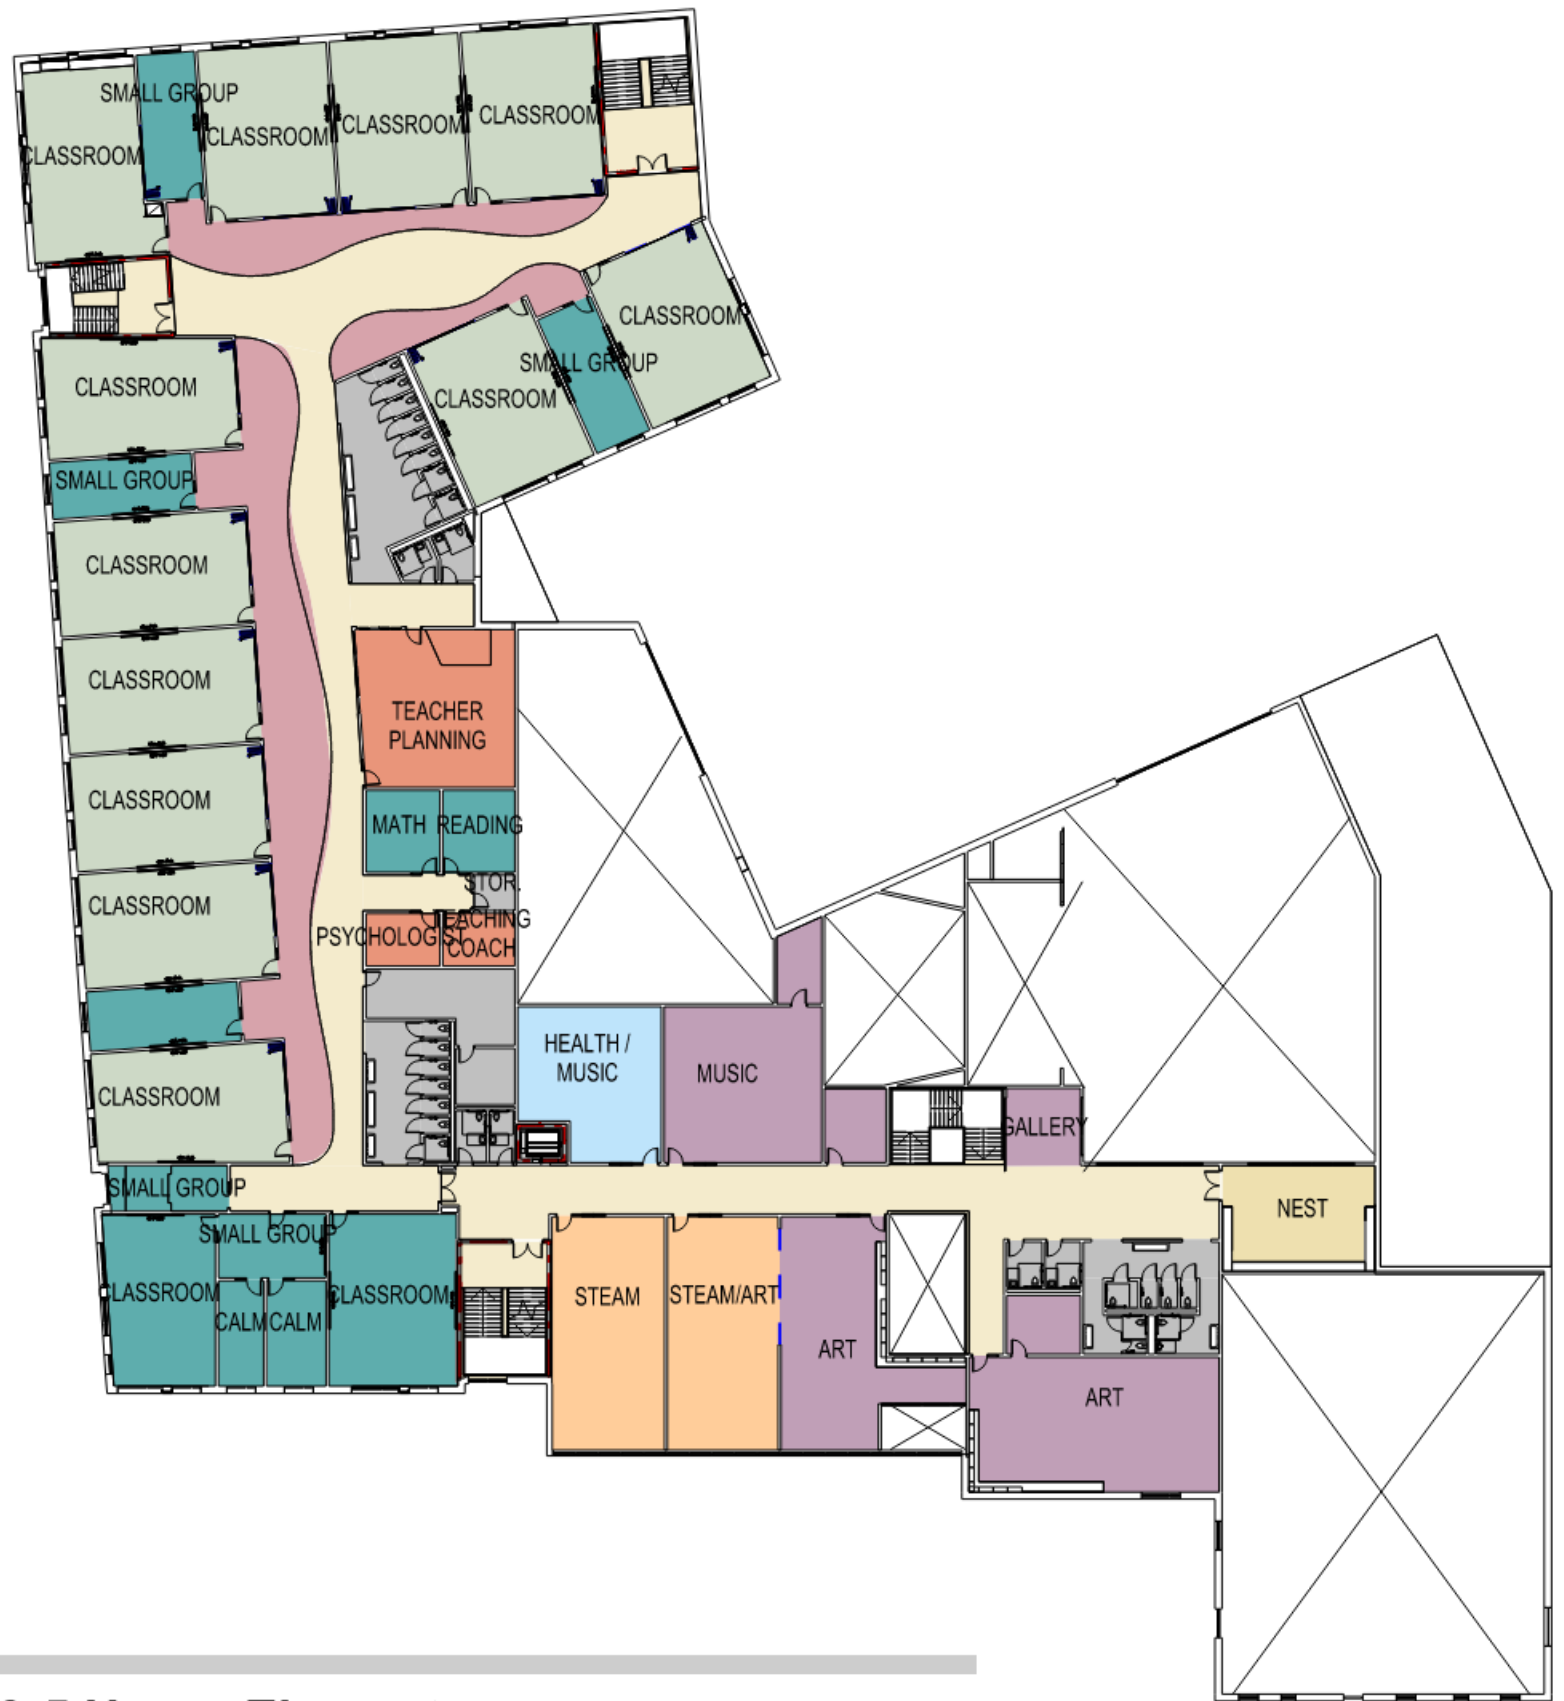 SMALL GROUP
CLASSROOM
CLASSROOM
CLASSROOM
CLASSROOM
CLASSROOM
SMALL GROUP
CLASSROOM
CLASSROOM
SMALL GROUP
CLASSROOM
CLASSROOM
CLASSROOM
CLASSROOM
CLASSROOM
TEACHER
PLANNING
MATH
READING
STOR.
PSYCHOLOGIST
TEACHING
COACH
HEALTH /
MUSIC
MUSIC
GALLERY
SMALL GROUP
SMALL GROUP
CLASSROOM
CALM
CALM
CLASSROOM
STEAM
STEAM/ART
ART
ART
NEST